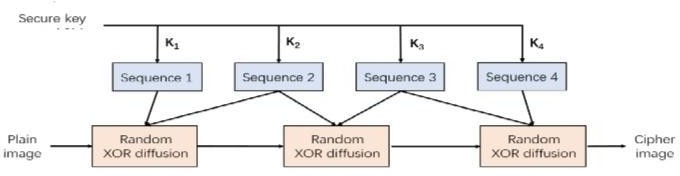 Secure key
K1
K2
K3
K4
Sequence 1
Sequence 2
Sequence 3
Sequence 4
Plain
image
Random
XOR diffusion
Random
XOR diffusion
Random
XOR diffusion
Cipher
image